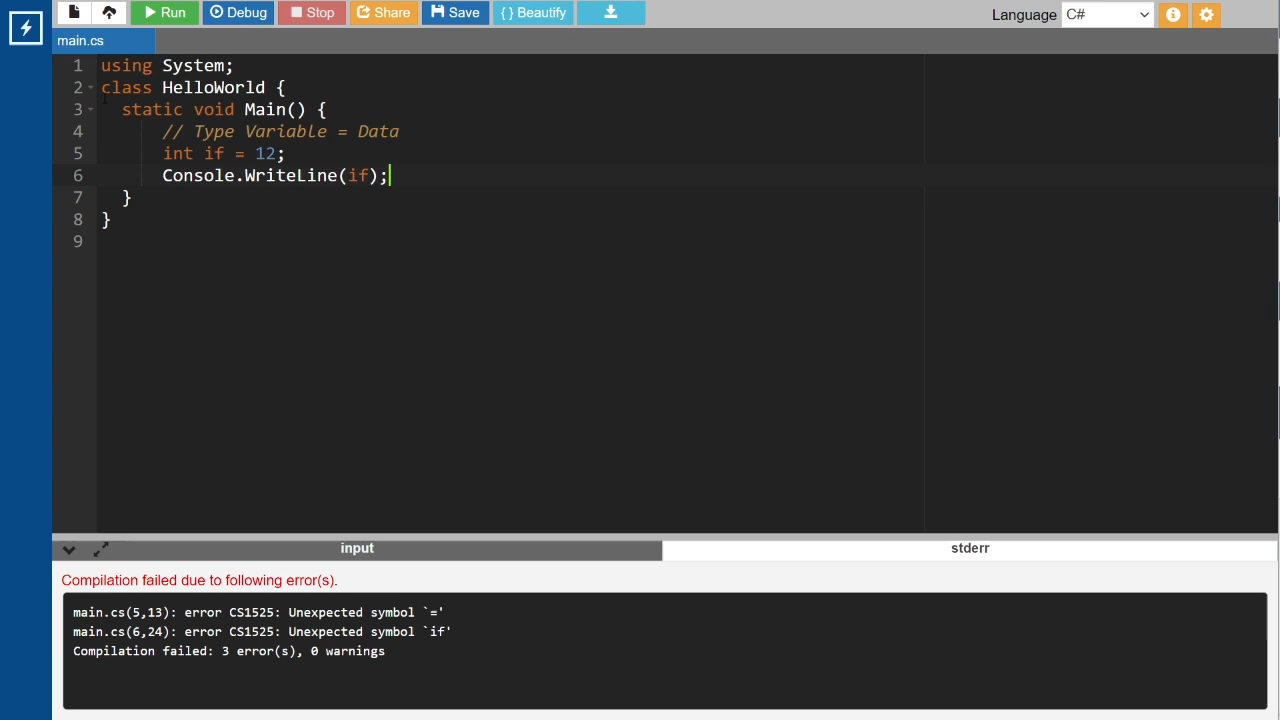 Run Debug Stop Share Save { } Beautify Language C#
main.cs
1 using System;
2 class HelloWorld {
3 static void Main() {
4 // Type Variable = Data
5 int if = 12;
6 Console.WriteLine(if);
7 }
8 }
9
input stderr
Compilation failed due to following error(s).
main.cs(5,13): error CS1525: Unexpected symbol `='
main.cs(6,24): error CS1525: Unexpected symbol `if'
Compilation failed: 3 error(s), 0 warnings